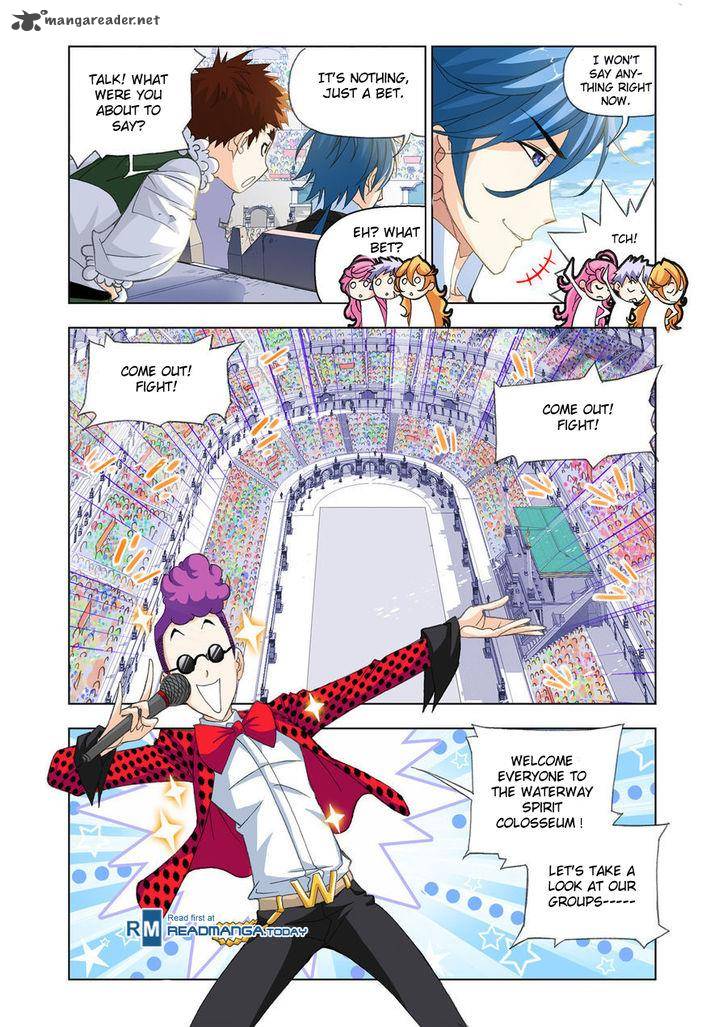 mangareader.net
TALK! WHAT
WERE YOU
ABOUT TO
SAY?
IT'S NOTHING,
JUST A BET.
EH? WHAT
BET?
I WON'T
SAY ANY-
THING RIGHT
NOW.
TCH!
COME OUT!
FIGHT!
COME OUT!
FIGHT!
WELCOME
EVERYONE TO
THE WATERWAY
SPIRIT
COLOSSEUM !
LET'S TAKE A
LOOK AT OUR
GROUPS-----
W
RM
Read first at
READMANGA.TODAY